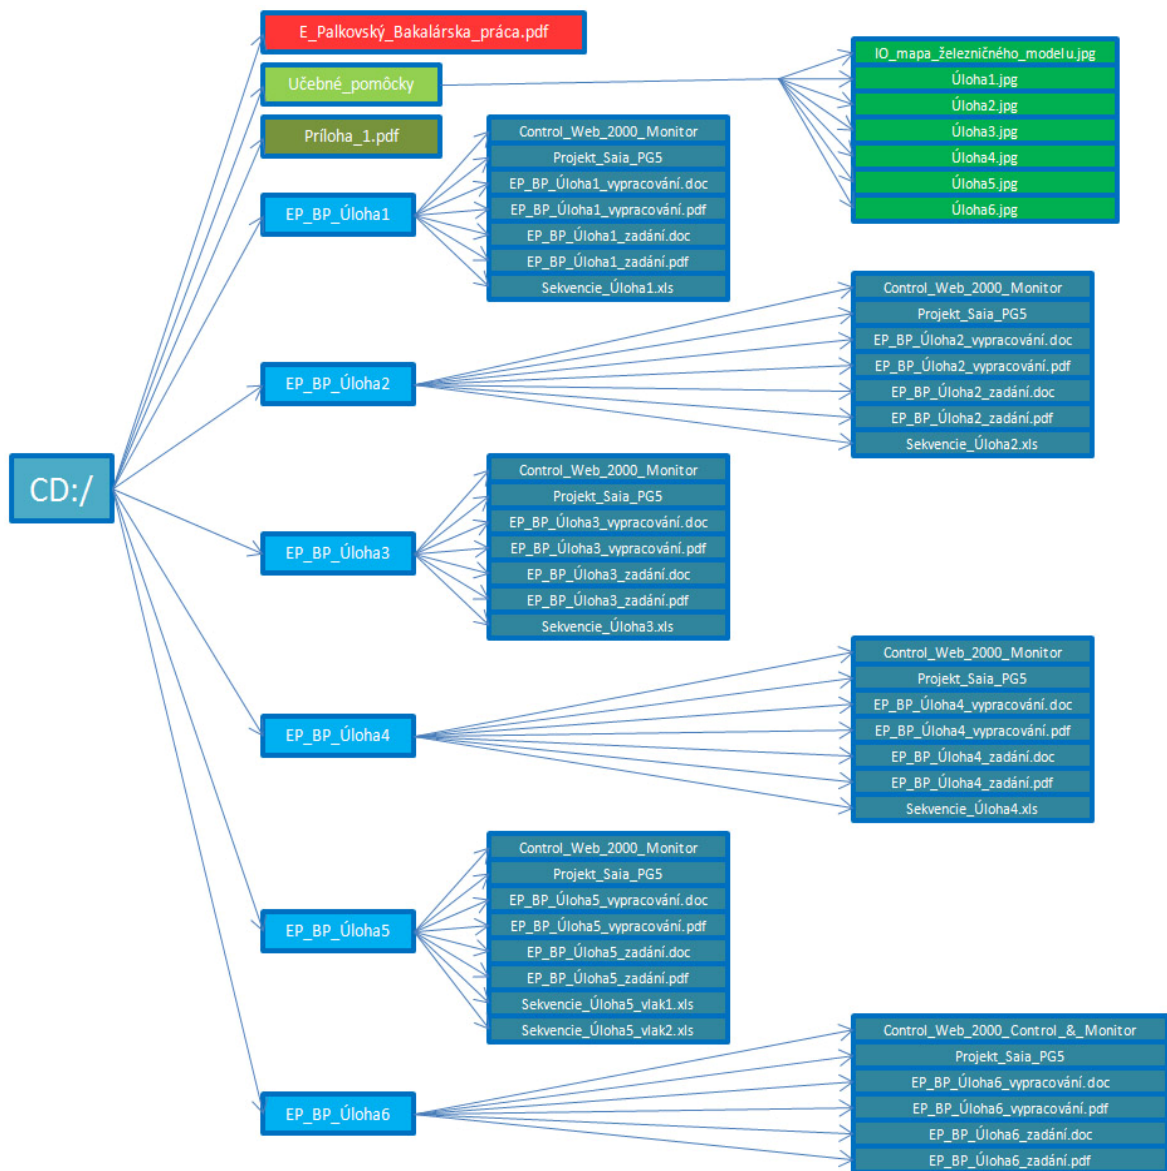 CD:/
E_Palkovský_Bakalárska_práca.pdf
Učebné_pomôcky
IO_mapa_železničného_modelu.jpg
Úloha1.jpg
Úloha2.jpg
Úloha3.jpg
Úloha4.jpg
Úloha5.jpg
Úloha6.jpg
Príloha_1.pdf
EP_BP_Úloha1
Control_Web_2000_Monitor
Projekt_Saia_PG5
EP_BP_Úloha1_vypracování.doc
EP_BP_Úloha1_vypracování.pdf
EP_BP_Úloha1_zadání.doc
EP_BP_Úloha1_zadání.pdf
Sekvencie_Úloha1.xls
EP_BP_Úloha2
Control_Web_2000_Monitor
Projekt_Saia_PG5
EP_BP_Úloha2_vypracování.doc
EP_BP_Úloha2_vypracování.pdf
EP_BP_Úloha2_zadání.doc
EP_BP_Úloha2_zadání.pdf
Sekvencie_Úloha2.xls
EP_BP_Úloha3
Control_Web_2000_Monitor
Projekt_Saia_PG5
EP_BP_Úloha3_vypracování.doc
EP_BP_Úloha3_vypracování.pdf
EP_BP_Úloha3_zadání.doc
EP_BP_Úloha3_zadání.pdf
Sekvencie_Úloha3.xls
EP_BP_Úloha4
Control_Web_2000_Monitor
Projekt_Saia_PG5
EP_BP_Úloha4_vypracování.doc
EP_BP_Úloha4_vypracování.pdf
EP_BP_Úloha4_zadání.doc
EP_BP_Úloha4_zadání.pdf
Sekvencie_Úloha4.xls
EP_BP_Úloha5
Control_Web_2000_Monitor
Projekt_Saia_PG5
EP_BP_Úloha5_vypracování.doc
EP_BP_Úloha5_vypracování.pdf
EP_BP_Úloha5_zadání.doc
EP_BP_Úloha5_zadání.pdf
Sekvencie_Úloha5_vlak1.xls
Sekvencie_Úloha5_vlak2.xls
EP_BP_Úloha6
Control_Web_2000_Control_&_Monitor
Projekt_Saia_PG5
EP_BP_Úloha6_vypracování.doc
EP_BP_Úloha6_vypracování.pdf
EP_BP_Úloha6_zadání.doc
EP_BP_Úloha6_zadání.pdf